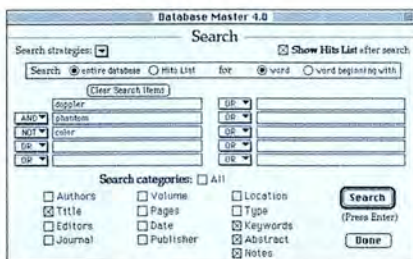 Database Master 4.0
Search
Search strategies: Show Hits List after search
Search entire database Hits List for word word beginning with
Clear Search Items
doppler OR
AND phantom OR
NOT color OR
OR OR
OR OR
Search categories: All
Authors Volume Location
Title Pages Type
Editors Date Keywords
Journal Publisher Abstract
Notes
Search
(Press Enter)
Done